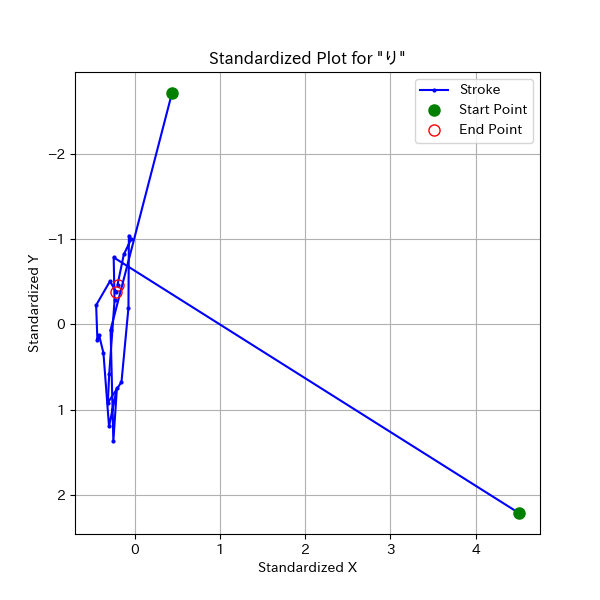 Standardized Plot for "り"
Stroke
Start Point
End Point
−2
−1
0
1
2
Standardized Y
0 1 2 3 4
Standardized X